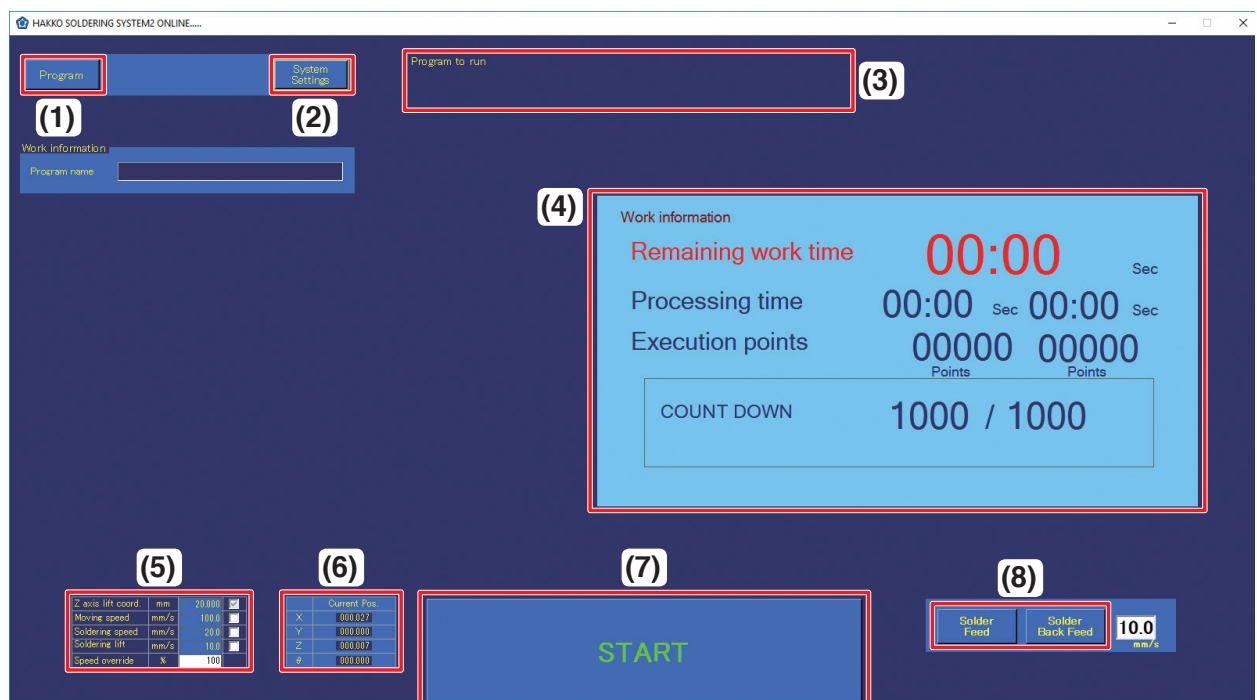 HAKKO SOLDERING SYSTEM2 ONLINE.....
Program
System
Settings
(1)
(2)
Program to run
(3)
Work information
Program name
(4)
Work information
Remaining work time 00:00 Sec
Processing time 00:00 Sec 00:00 Sec
Execution points 00000 00000
Points Points
COUNT DOWN 1000 / 1000
(5)
Z axis lift coord. mm 20.000
Moving speed mm/s 100.0
Soldering speed mm/s 20.0
Soldering lift mm/s 10.0
Speed override % 100
(6)
Current Pos.
X 000.027
Y 000.000
Z 000.007
θ 000.000
(7)
START
(8)
Solder
Feed
Solder
Back Feed
10.0
mm/s